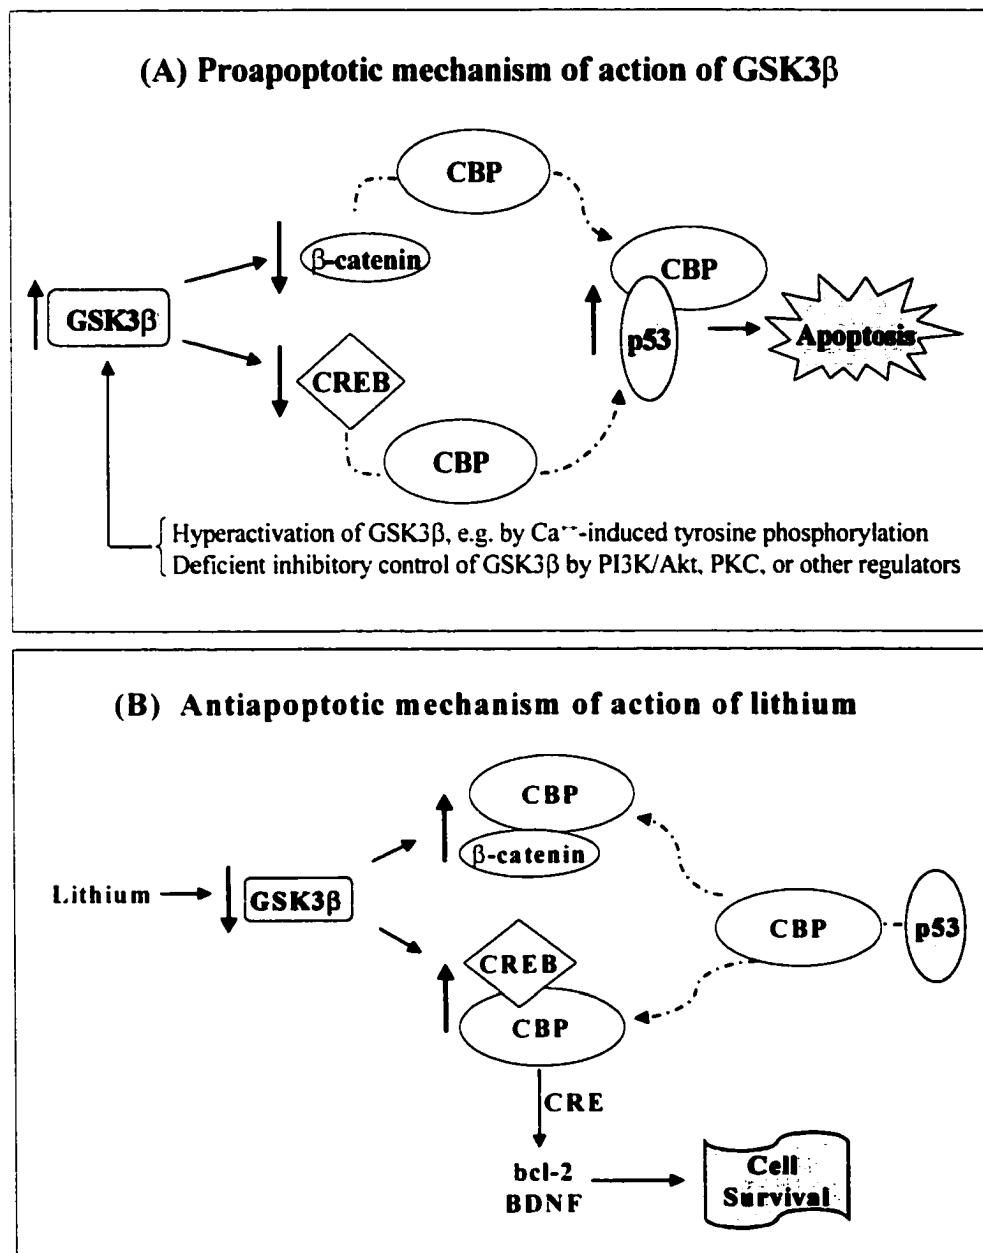 (A) Proapoptotic mechanism of action of GSK3β
CBP
β-catenin
CBP
GSK3β
p53
Apoptosis
CREB
CBP
Hyperactivation of GSK3β, e.g. by Ca⁺⁺-induced tyrosine phosphorylation
Deficient inhibitory control of GSK3β by PI3K/Akt, PKC, or other regulators
(B) Antiapoptotic mechanism of action of lithium
CBP
β-catenin
Lithium
GSK3β
CBP
p53
CREB
CBP
CRE
bcl-2
BDNF
Cell
Survival